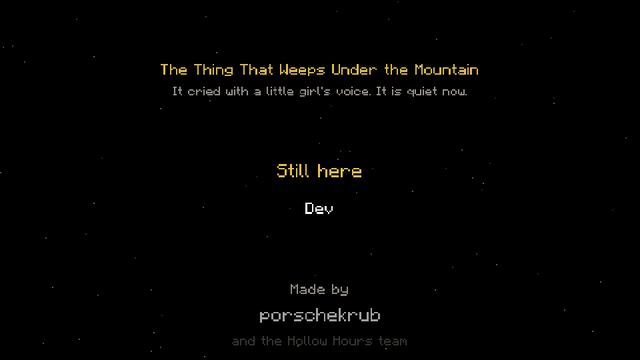 The Thing That Weeps Under the Mountain
It cried with a little girl's voice. It is quiet now.
Still here
Dev
Made by
porschekrub
and the Hollow Hours team